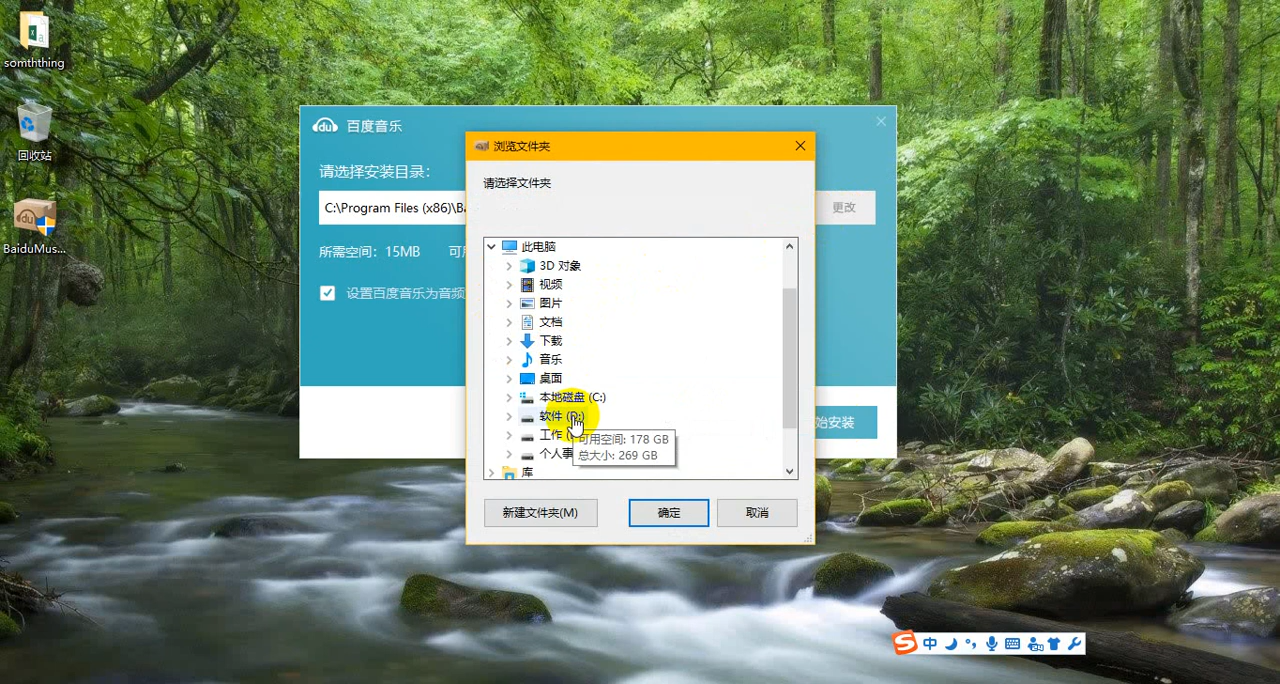 somththing
回收站
BaiduMus...
du 百度音乐
请选择安装目录:
C:\Program Files (x86)\Ba
更改
所需空间: 15MB 可用
设置百度音乐为音频
始安装
浏览文件夹
请选择文件夹
此电脑
3D 对象
视频
图片
文档
下载
音乐
桌面
本地磁盘 (C:)
软件 (D:)
工作 (
个人事
库
可用空间: 178 GB
总大小: 269 GB
新建文件夹(M)
确定
取消
中